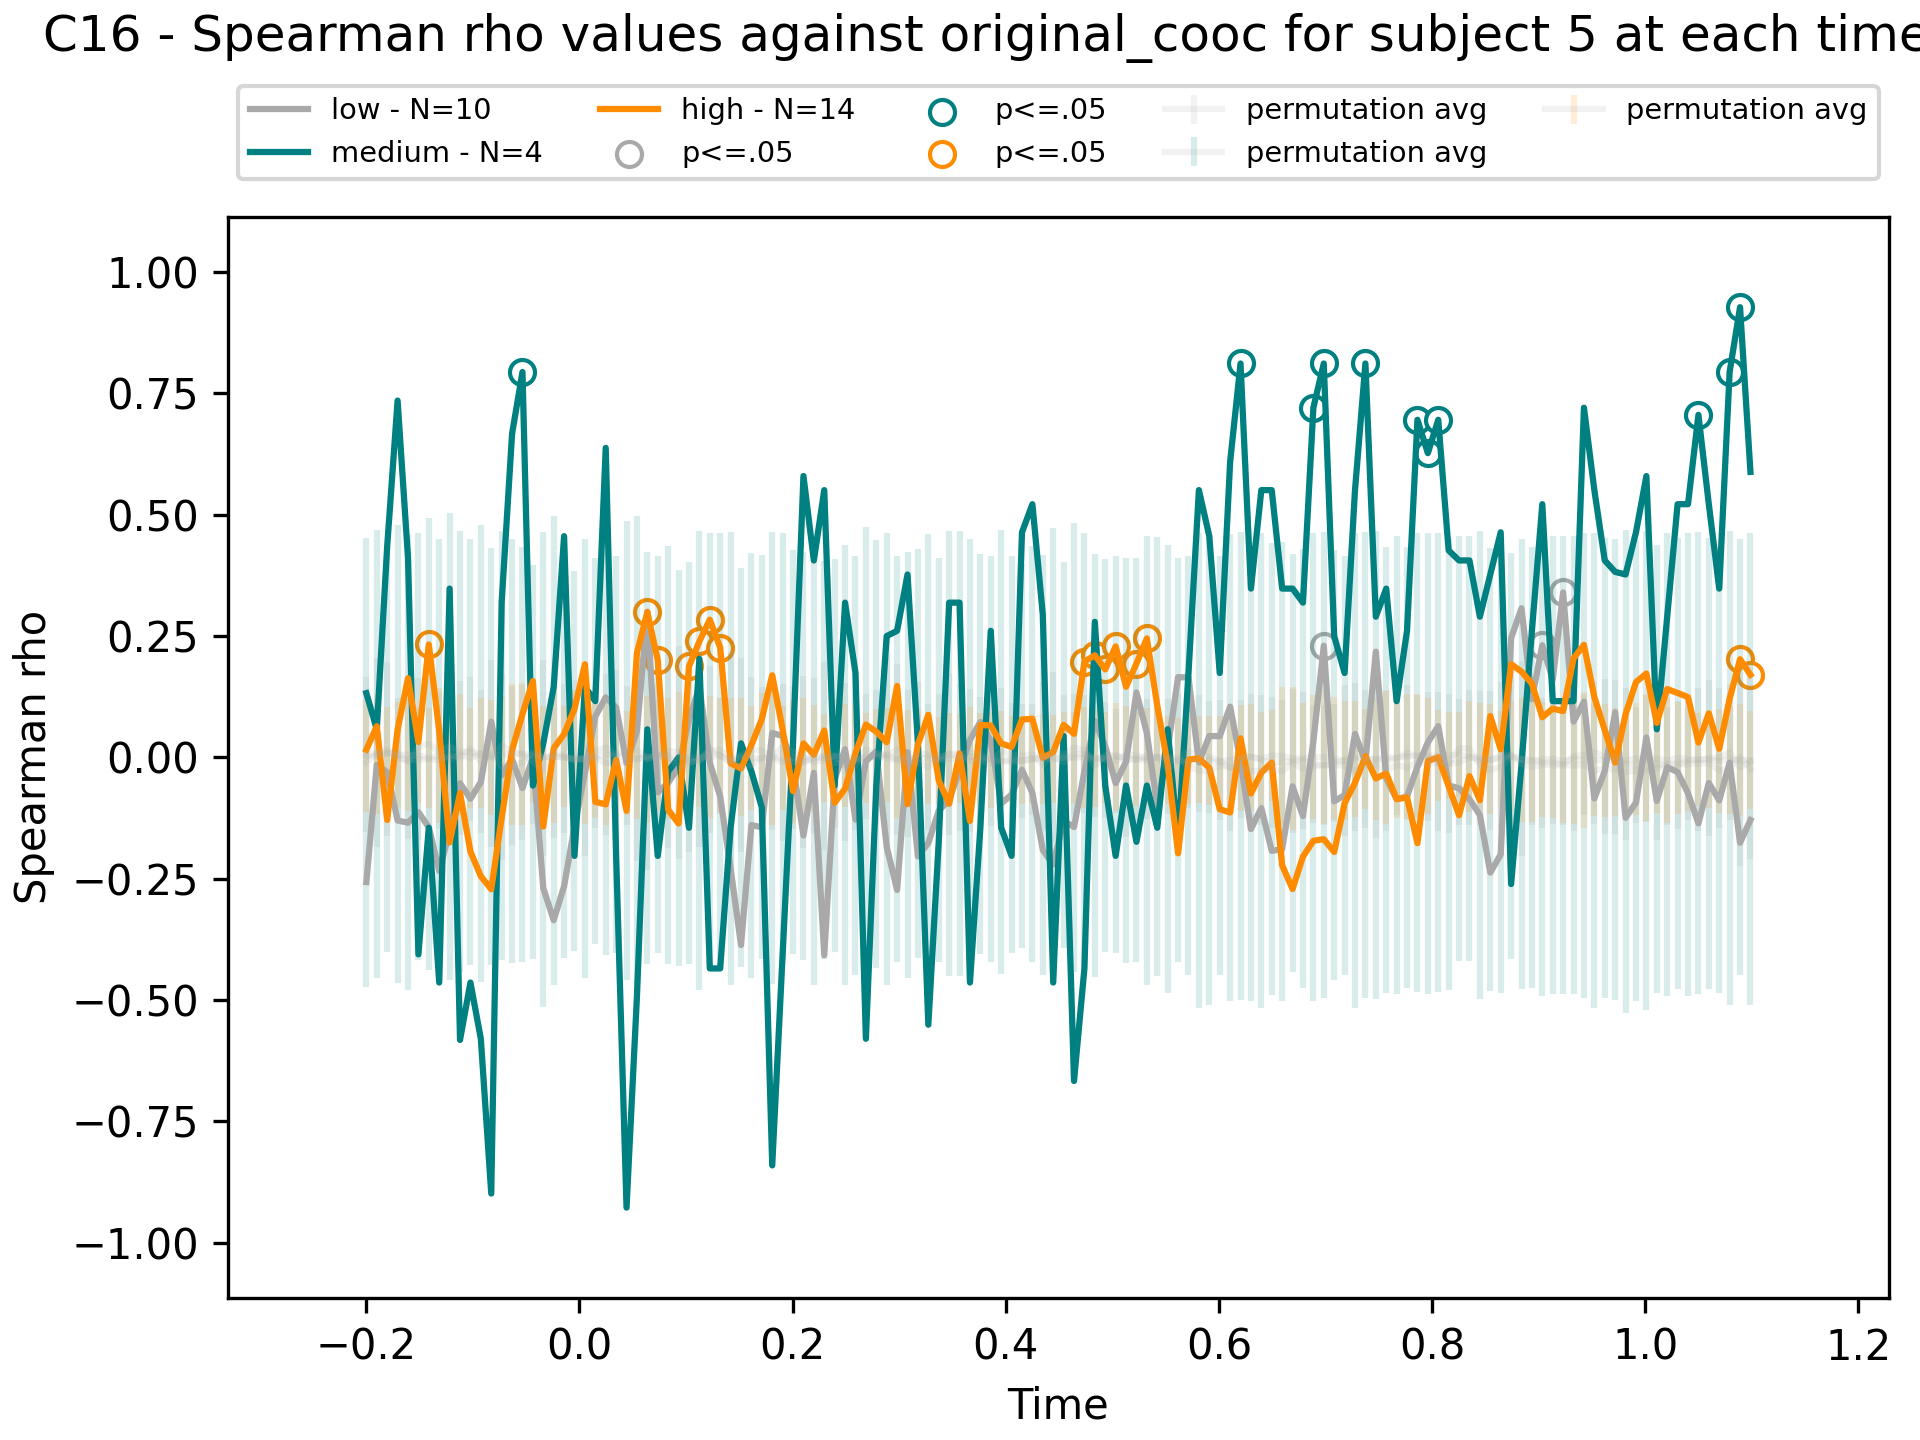 C16 - Spearman rho values against original_cooc for subject 5 at each time
low - N=10
medium - N=4
high - N=14
p<=.05
p<=.05
p<=.05
permutation avg
permutation avg
permutation avg
1.00
0.75
0.50
0.25
0.00
−0.25
−0.50
−0.75
−1.00
Spearman rho
−0.2 0.0 0.2 0.4 0.6 0.8 1.0 1.2
Time